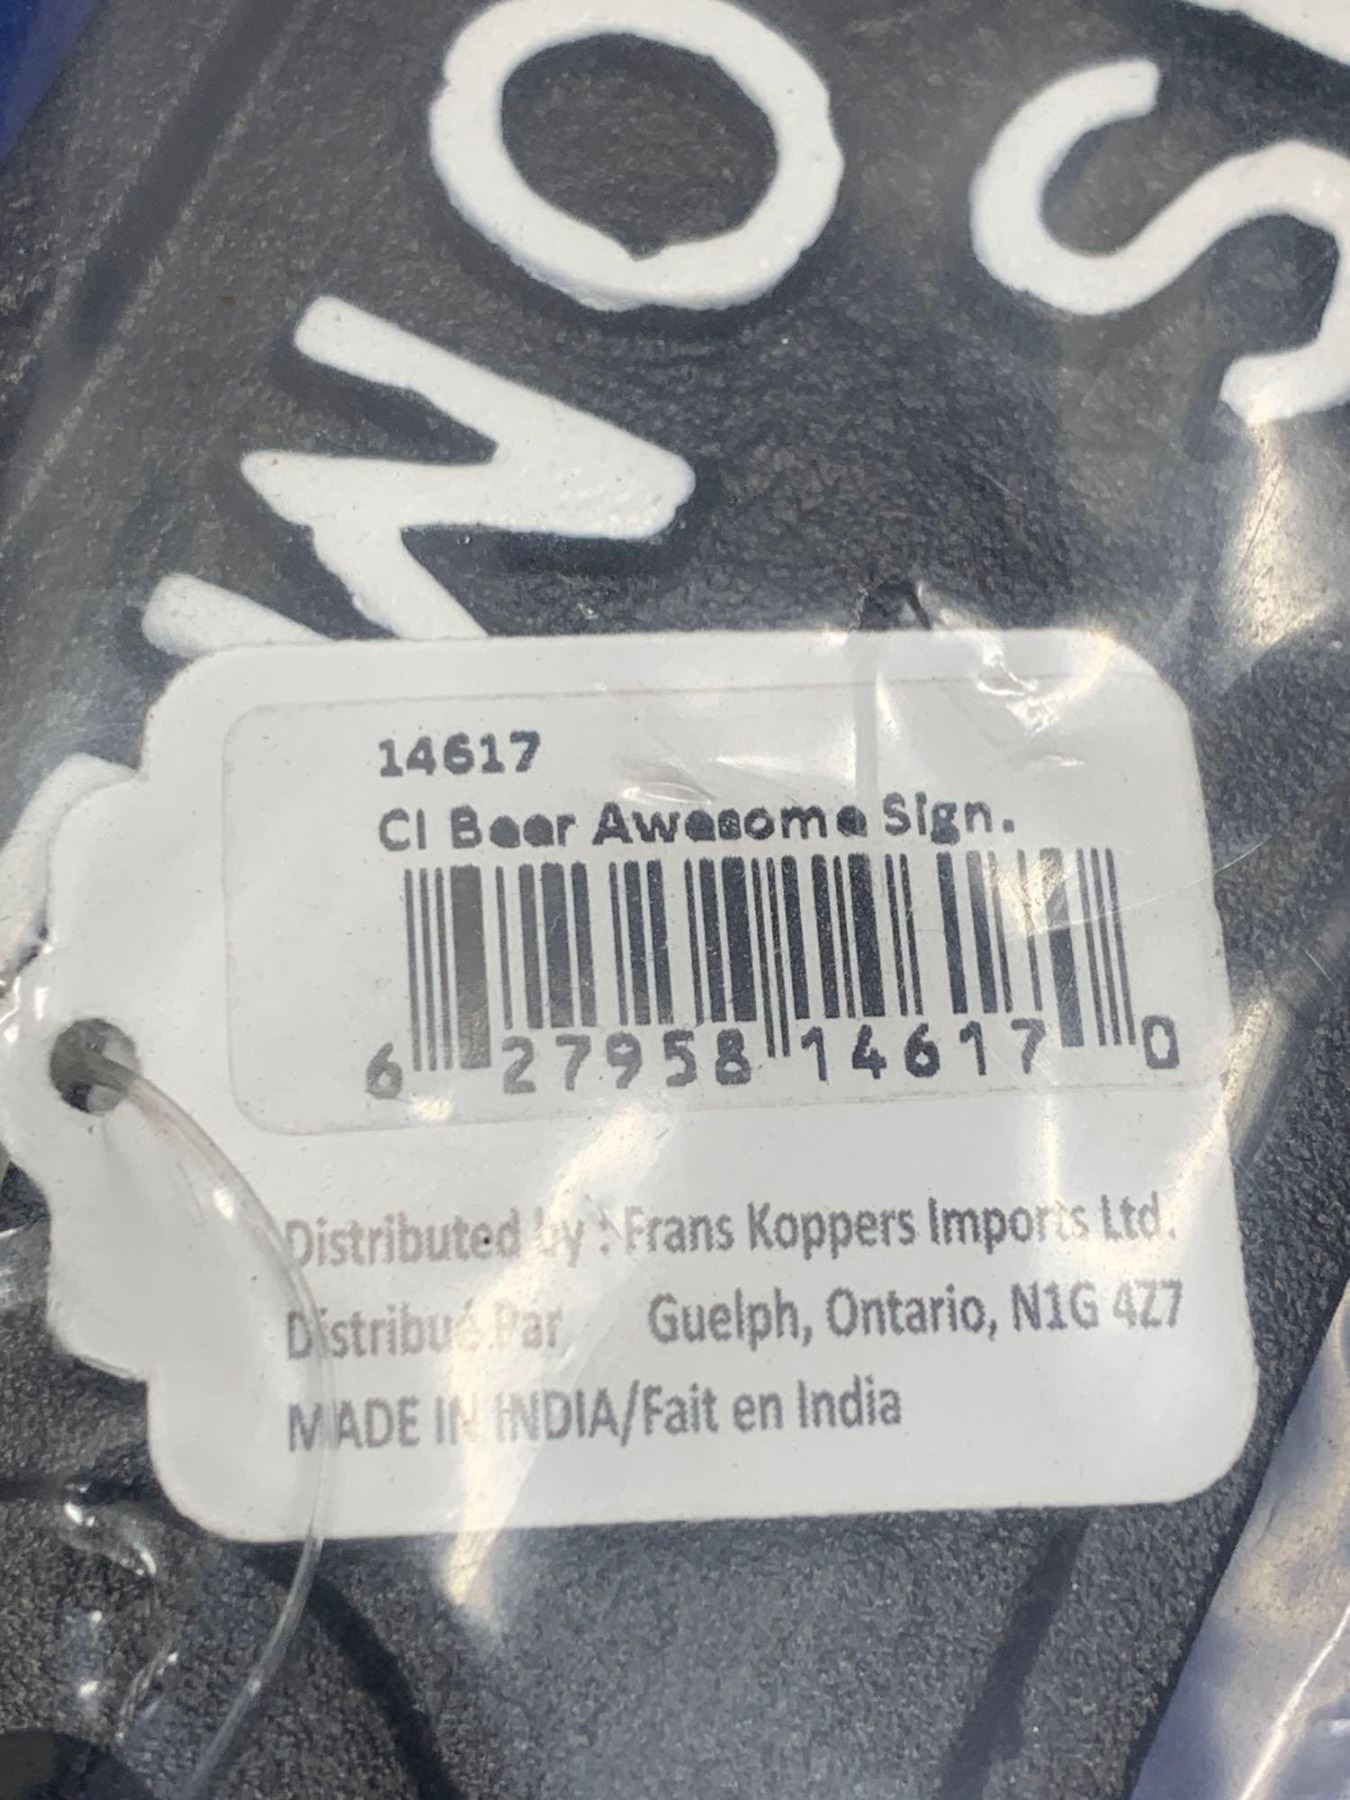 14617
CI Beer Awesome Sign.
6 27958 14617 0
Distributed by : Frans Koppers Imports Ltd.
Distribué Par Guelph, Ontario, N1G 4Z7
MADE IN INDIA/Fait en India